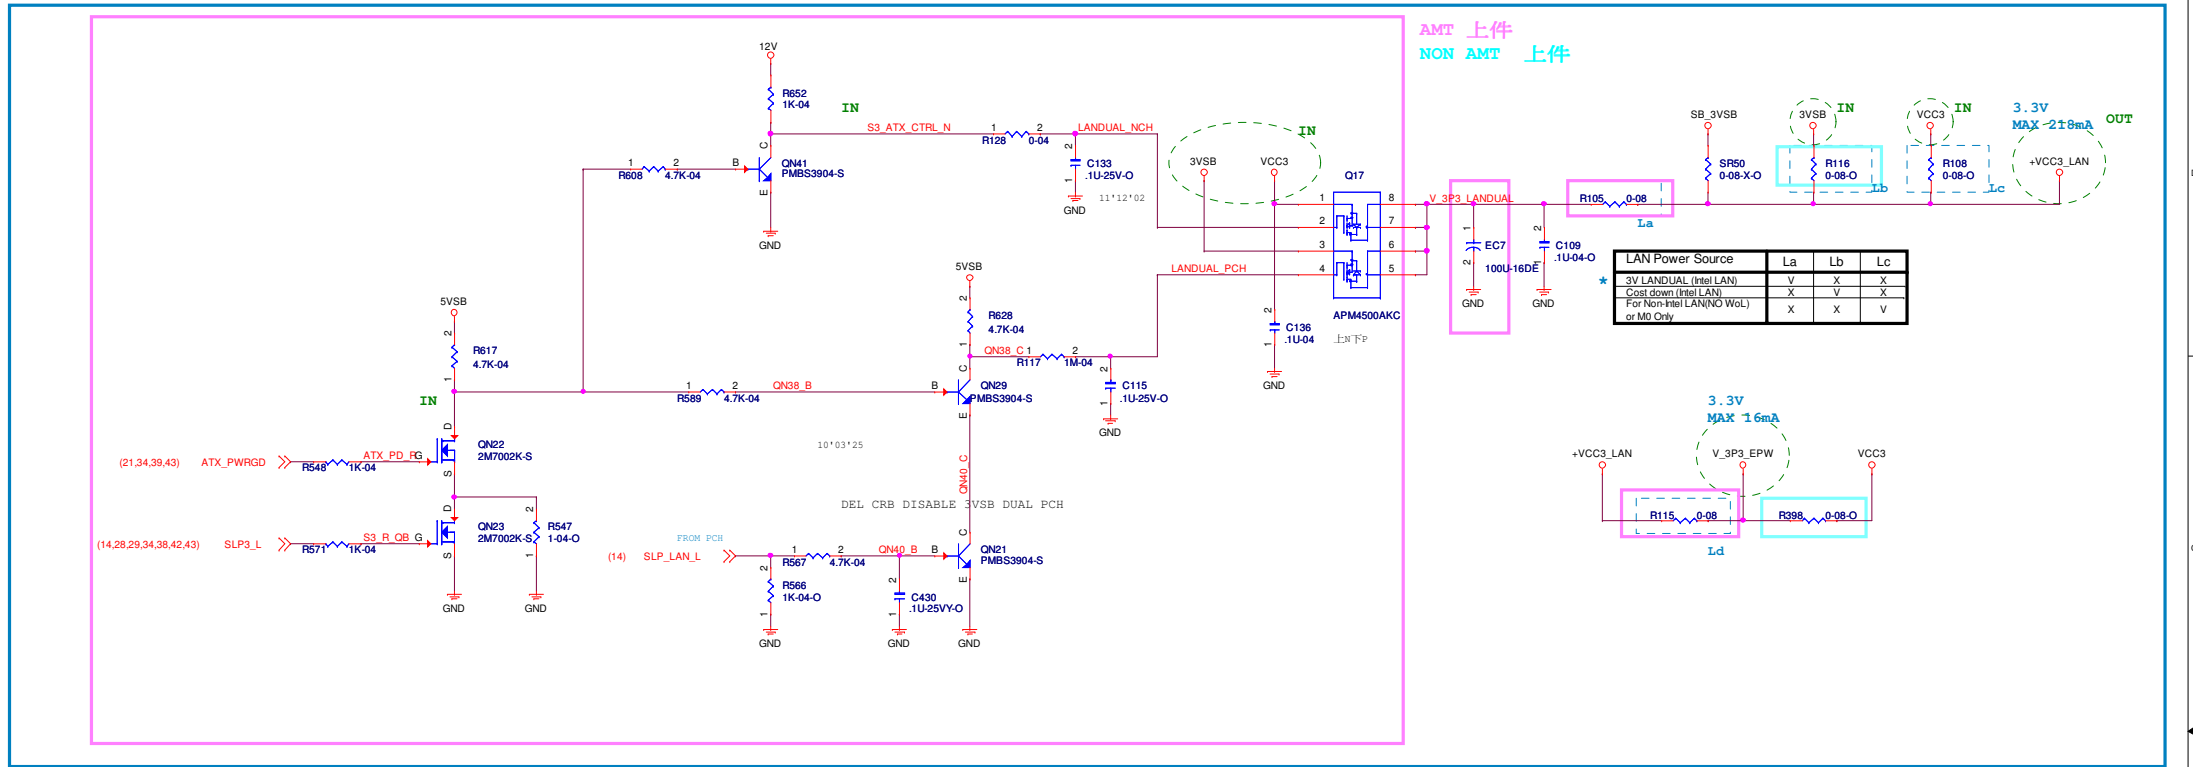 AMT 上件
NON AMT 上件
12V
R652
1K-04
IN
S3_ATX_CTRL_N
1
2
R128
0-04
LANDUAL_NCH
2
C133
.1U-25V-O
1
GND
11'12'02
1
2
R608
4.7K-04
B
C
E
QN41
PMBS3904-S
GND
IN
3VSB
VCC3
Q17
1
2
3
4
8
7
6
5
APM4500AKC
上N下P
V_3P3_LANDUAL
1
EC7
2
100U-16DE
GND
2
C109
.1U-04-O
1
GND
R105
0-08
La
SB_3VSB
SR50
0-08-X-O
3VSB
IN
R116
0-08-O
Lb
VCC3
IN
R108
0-08-O
Lc
3.3V
MAX 218mA
OUT
+VCC3_LAN
LAN Power Source La Lb Lc
* 3V LANDUAL (Intel LAN) V X X
Cost down (Intel LAN) X V X
For Non-Intel LAN(NO WoL)
or M0 Only X X V
5VSB
2
R628
4.7K-04
1
LANDUAL_PCH
QN38_C
1
2
R117
1M-04
2
C115
.1U-25V-O
1
GND
2
C136
.1U-04
1
GND
5VSB
2
R617
4.7K-04
1
IN
1
2
R589
4.7K-04
QN38_B
B
C
E
QN29
PMBS3904-S
10'03'25
(21,34,39,43)
ATX_PWRGD
R548
1K-04
ATX_PD_R
G
D
S
QN22
2M7002K-S
QN40_C
DEL CRB DISABLE 3VSB DUAL PCH
(14,28,29,34,38,42,43)
SLP3_L
R571
1K-04
S3_R_QB
G
D
S
QN23
2M7002K-S
2
R547
1-04-O
1
GND
GND
FROM PCH
(14)
SLP_LAN_L
1
2
R567
4.7K-04
QN40_B
B
C
E
QN21
PMBS3904-S
2
R566
1K-04-O
1
GND
2
C430
.1U-25VY-O
1
GND
GND
3.3V
MAX 16mA
+VCC3_LAN
V_3P3_EPW
VCC3
R115
0-08
R398
0-08-O
Ld